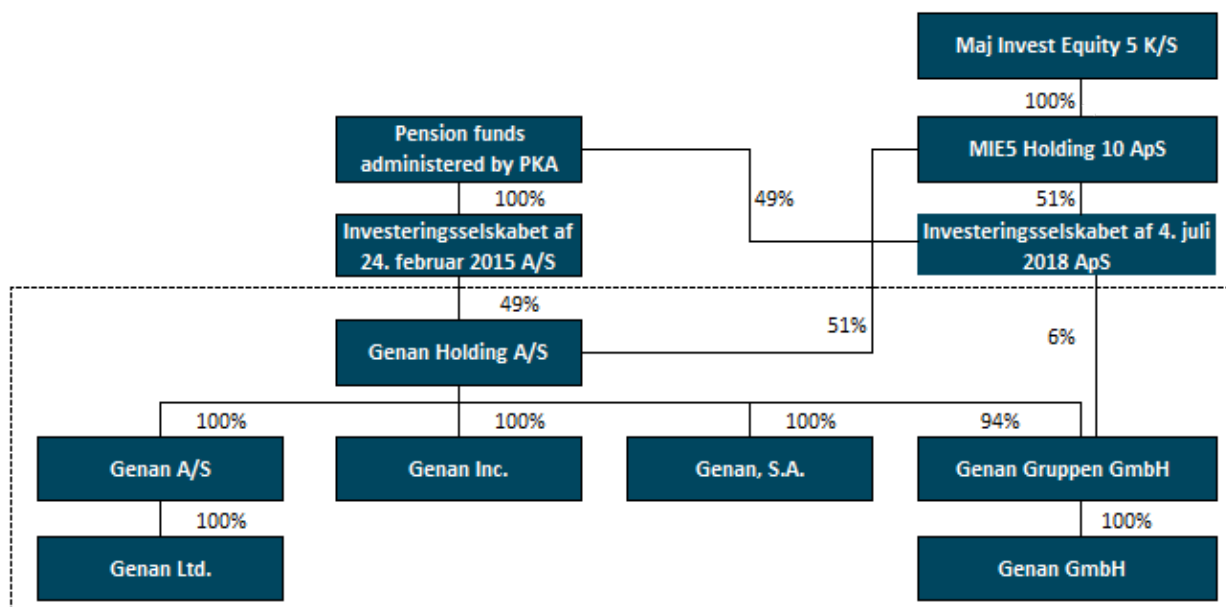 Maj Invest Equity 5 K/S
100%
Pension funds
administered by PKA
MIE5 Holding 10 ApS
100%
49%
51%
Investeringsselskabet af
24. februar 2015 A/S
Investeringsselskabet af 4. juli
2018 ApS
49%
51%
6%
Genan Holding A/S
100%
100%
100%
94%
Genan A/S
Genan Inc.
Genan, S.A.
Genan Gruppen GmbH
100%
100%
Genan Ltd.
Genan GmbH